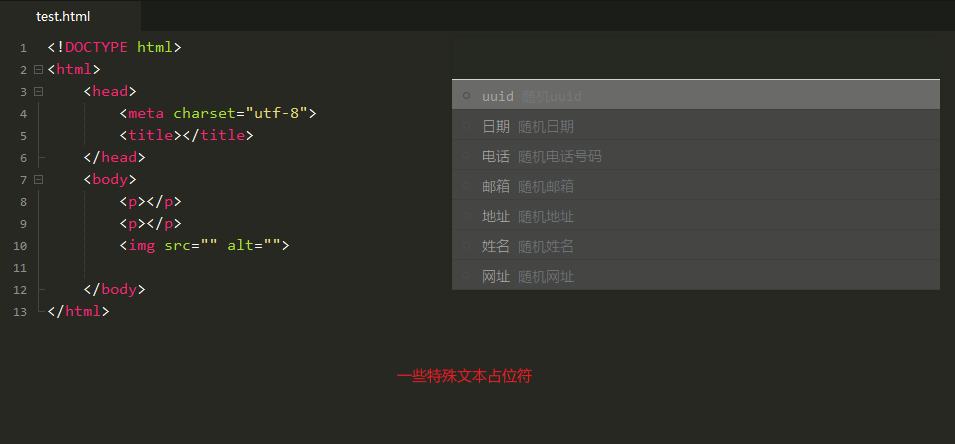 test.html
1 <!DOCTYPE html>
2 <html>
3 <head>
4 <meta charset="utf-8">
5 <title></title>
6 </head>
7 <body>
8 <p></p>
9 <p></p>
10 <img src="" alt="">
11
12 </body>
13 </html>
uuid 随机uuid
日期 随机日期
电话 随机电话号码
邮箱 随机邮箱
地址 随机地址
姓名 随机姓名
网址 随机网址
一些特殊文本占位符